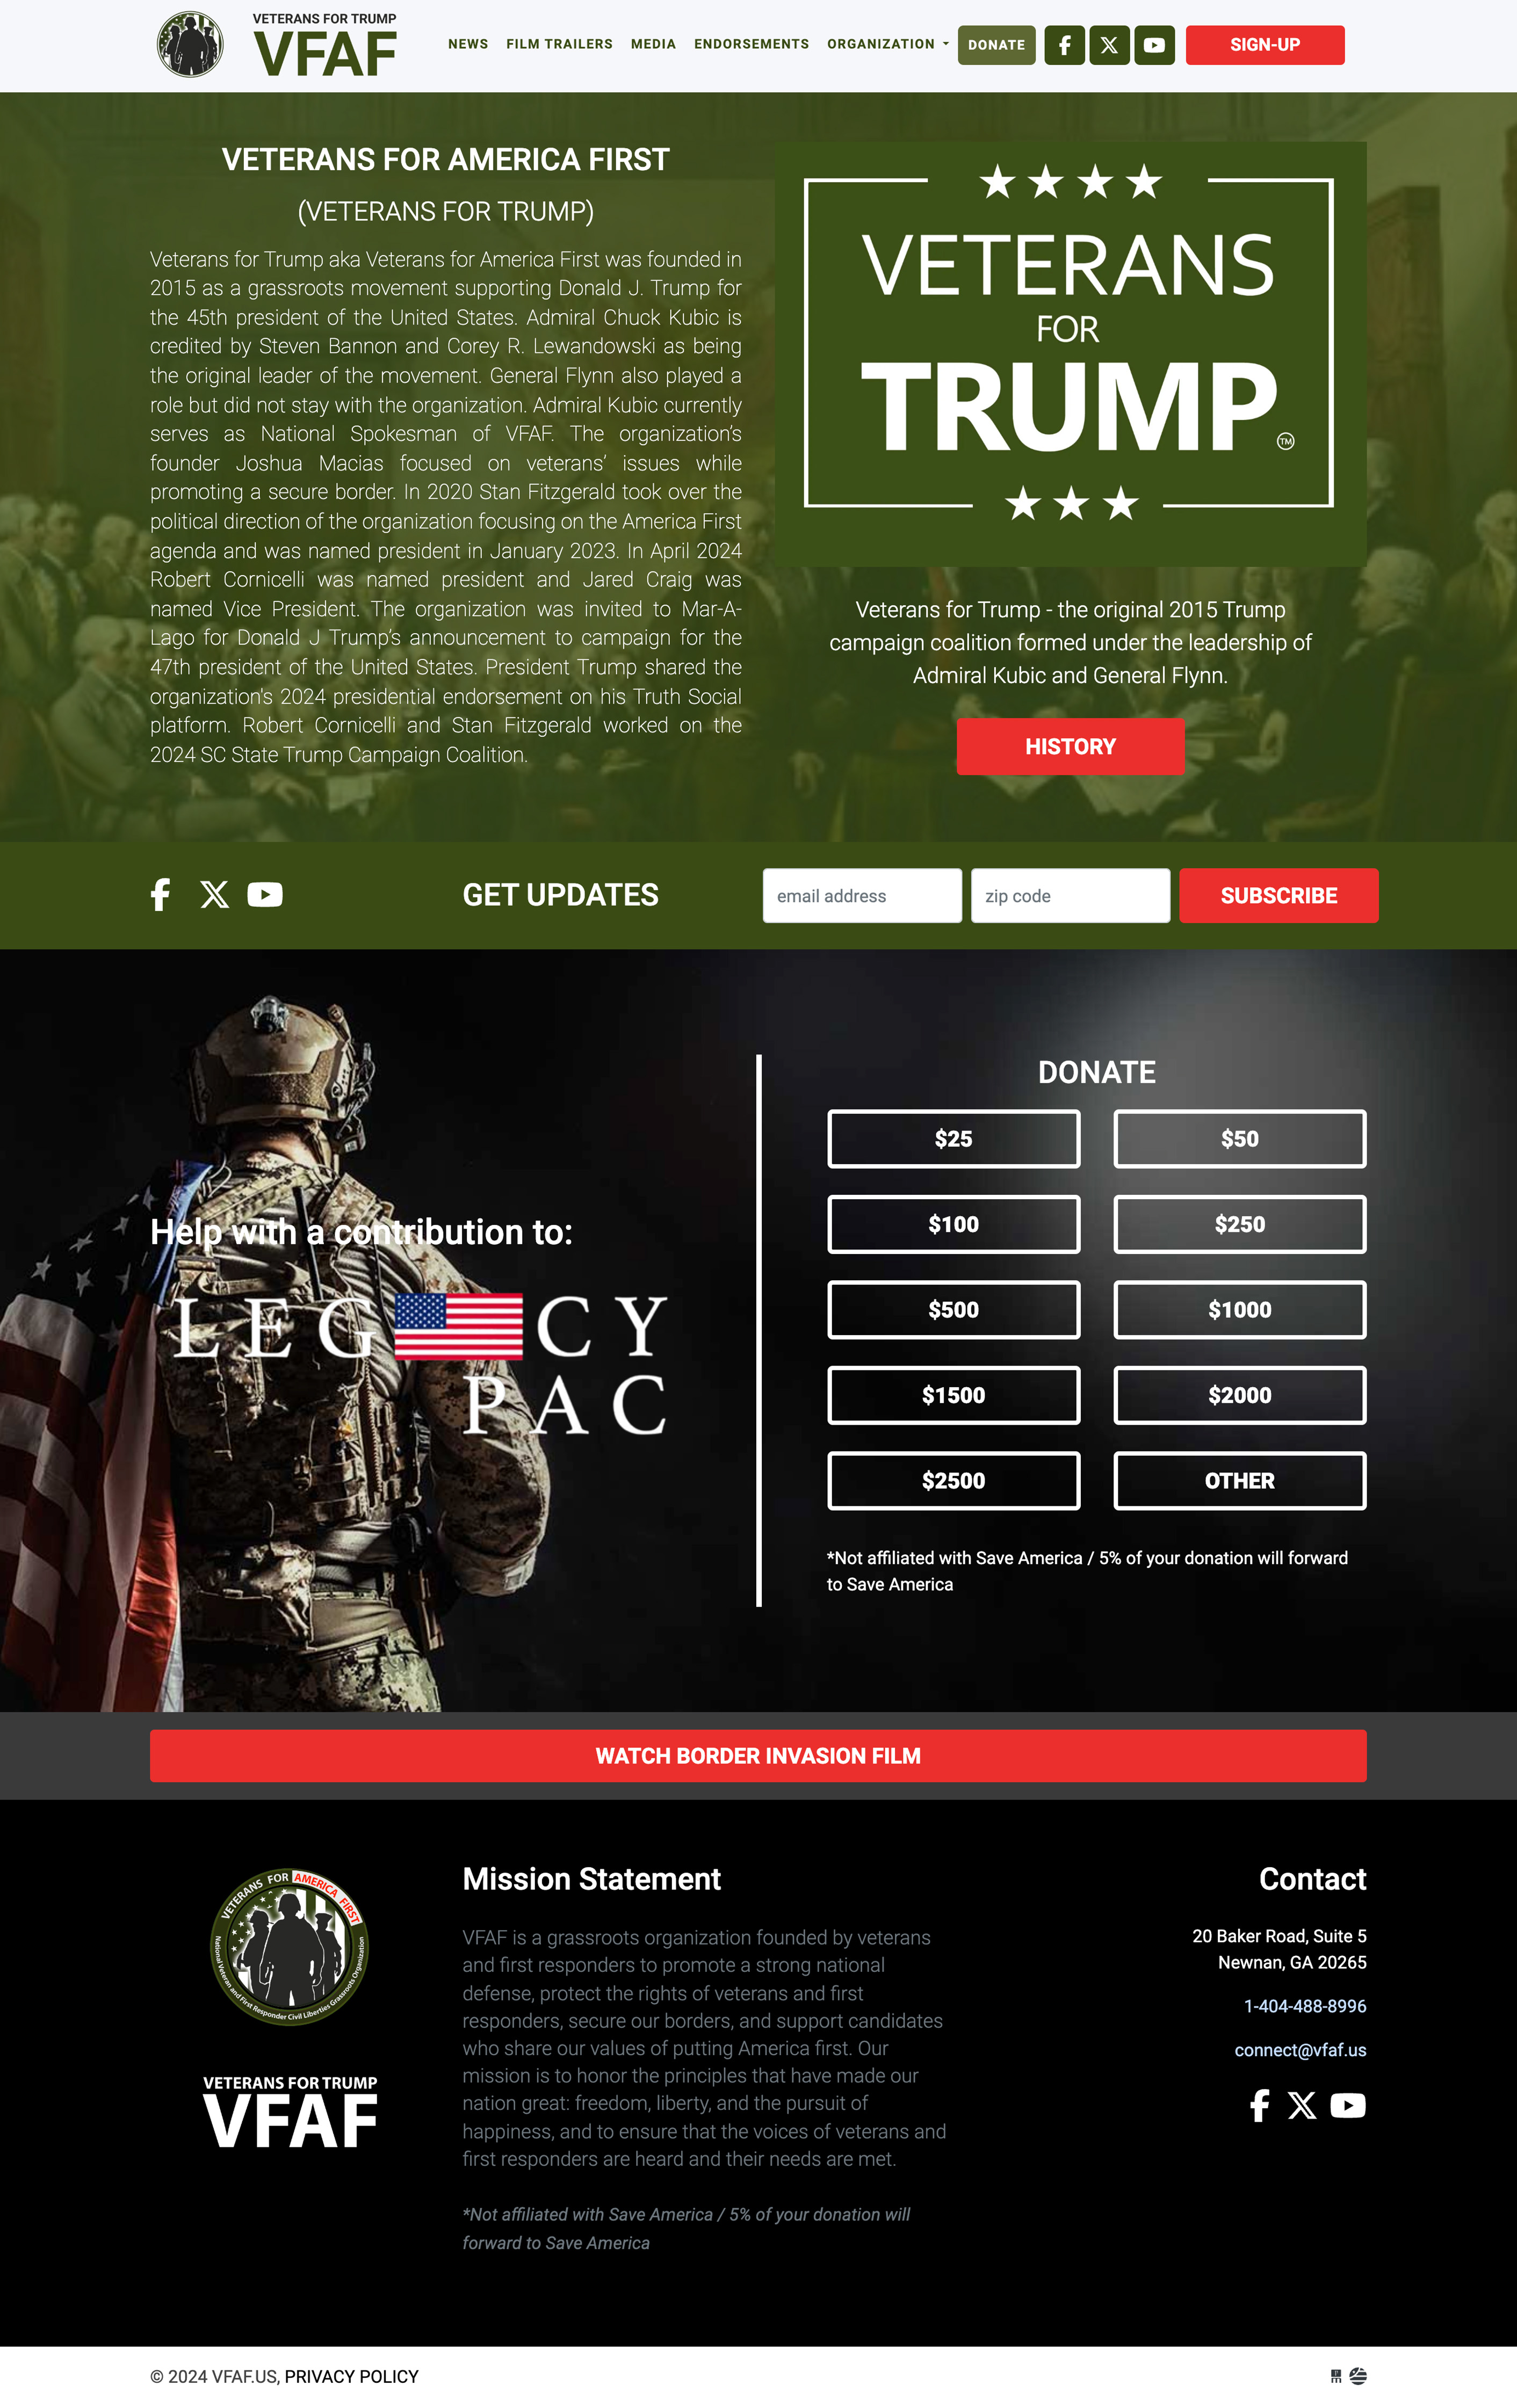 VETERANS FOR TRUMP
VFAF
NEWS
FILM TRAILERS
MEDIA
ENDORSEMENTS
ORGANIZATION
DONATE
SIGN-UP
VETERANS FOR AMERICA FIRST
(VETERANS FOR TRUMP)
Veterans for Trump aka Veterans for America First was founded in
2015 as a grassroots movement supporting Donald J. Trump for
the 45th president of the United States. Admiral Chuck Kubic is
credited by Steven Bannon and Corey R. Lewandowski as being
the original leader of the movement. General Flynn also played a
role but did not stay with the organization. Admiral Kubic currently
serves as National Spokesman of VFAF. The organization's
founder Joshua Macias focused on veterans' issues while
promoting a secure border. In 2020 Stan Fitzgerald took over the
political direction of the organization focusing on the America First
agenda and was named president in January 2023. In April 2024
Robert Cornicelli was named president and Jared Craig was
named Vice President. The organization was invited to Mar-A-
Lago for Donald J Trump's announcement to campaign for the
47th president of the United States. President Trump shared the
organization's 2024 presidential endorsement on his Truth Social
platform. Robert Cornicelli and Stan Fitzgerald worked on the
2024 SC State Trump Campaign Coalition.
VETERANS
FOR
TRUMP
TM
Veterans for Trump - the original 2015 Trump
campaign coalition formed under the leadership of
Admiral Kubic and General Flynn.
HISTORY
GET UPDATES
email address
zip code
SUBSCRIBE
Help with a contribution to:
LEG CY
PAC
DONATE
$25
$50
$100
$250
$500
$1000
$1500
$2000
$2500
OTHER
*Not affiliated with Save America / 5% of your donation will forward
to Save America
WATCH BORDER INVASION FILM
VETERANS FOR AMERICA FIRST
National Veteran and First Responder Civil Liberties Grassroots Organization
VETERANS FOR TRUMP
VFAF
Mission Statement
VFAF is a grassroots organization founded by veterans
and first responders to promote a strong national
defense, protect the rights of veterans and first
responders, secure our borders, and support candidates
who share our values of putting America first. Our
mission is to honor the principles that have made our
nation great: freedom, liberty, and the pursuit of
happiness, and to ensure that the voices of veterans and
first responders are heard and their needs are met.
*Not affiliated with Save America / 5% of your donation will
forward to Save America
Contact
20 Baker Road, Suite 5
Newnan, GA 20265
1-404-488-8996
connect@vfaf.us
© 2024 VFAF.US, PRIVACY POLICY